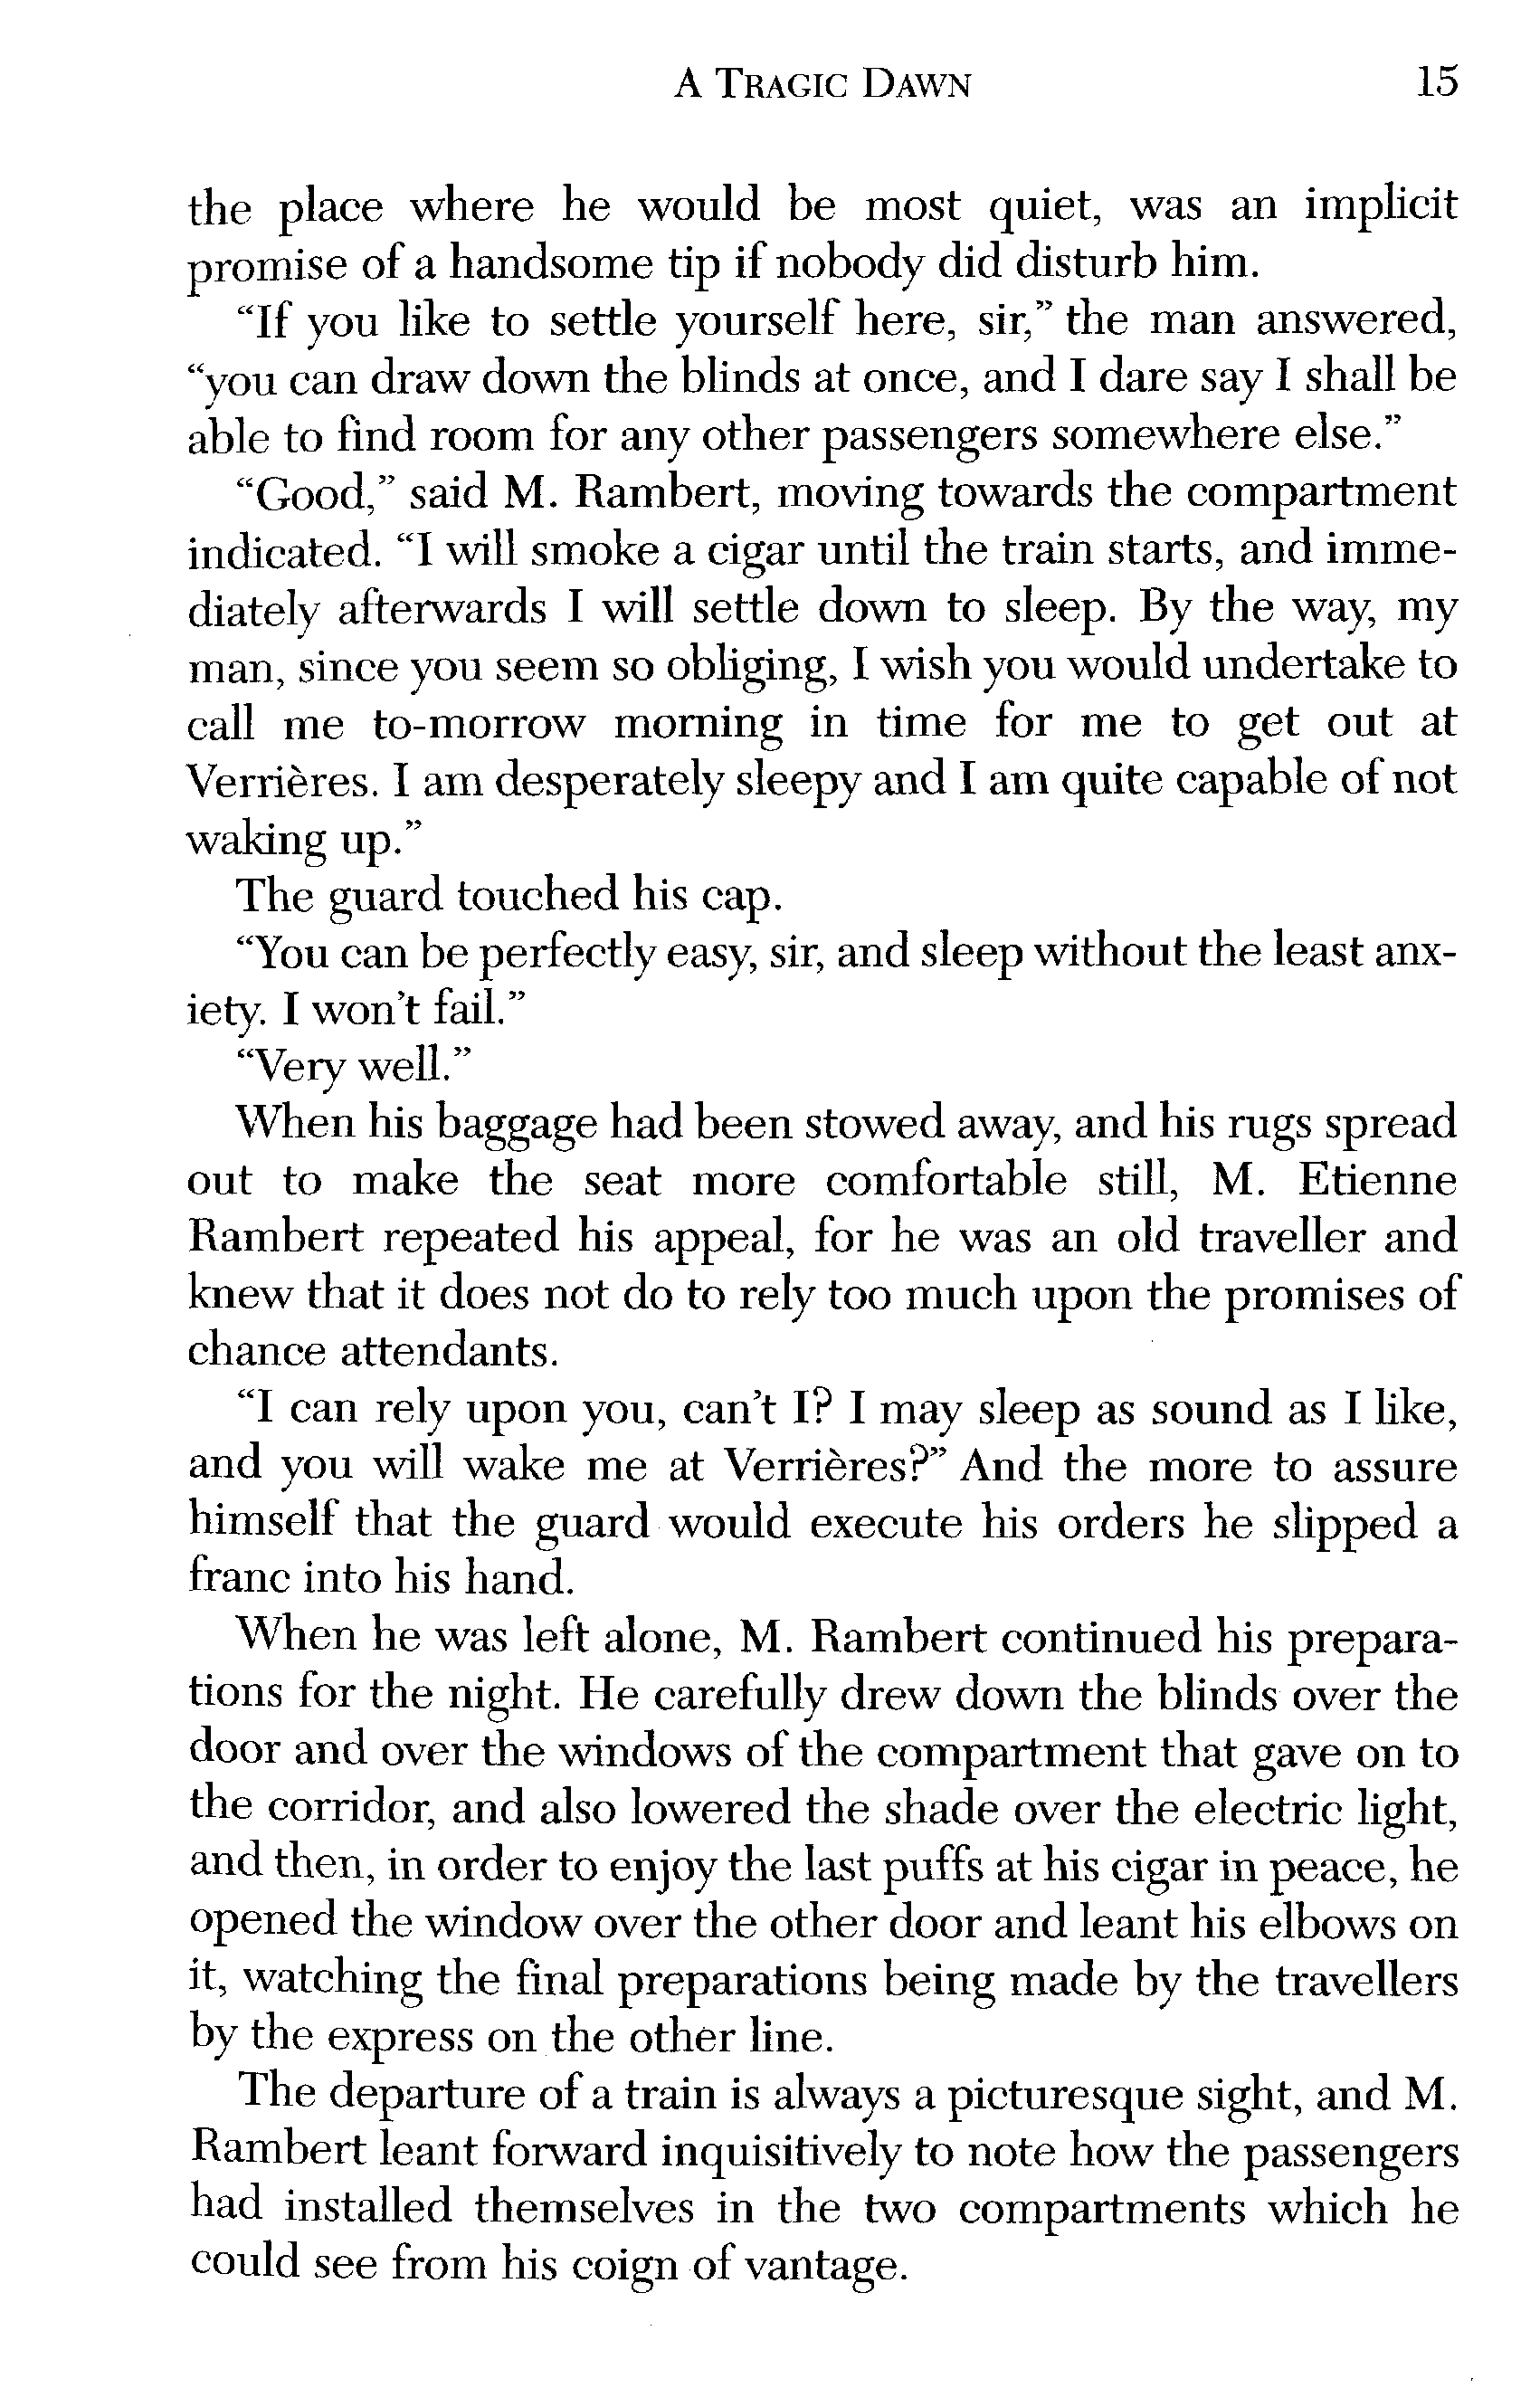 A TRAGIC DAWN 15
the place where he would be most quiet, was an implicit
promise of a handsome tip if nobody did disturb him.
“If you like to settle yourself here, sir,” the man answered,
“you can draw down the blinds at once, and I dare say I shall be
able to find room for any other passengers somewhere else.”
“Good,” said M. Rambert, moving towards the compartment
indicated. “I will smoke a cigar until the train starts, and imme-
diately afterwards I will settle down to sleep. By the way, my
man, since you seem so obliging, I wish you would undertake to
call me to-morrow morning in time for me to get out at
Verrières. I am desperately sleepy and I am quite capable of not
waking up.”
The guard touched his cap.
“You can be perfectly easy, sir, and sleep without the least anx-
iety. I won’t fail.”
“Very well.”
When his baggage had been stowed away, and his rugs spread
out to make the seat more comfortable still, M. Etienne
Rambert repeated his appeal, for he was an old traveller and
knew that it does not do to rely too much upon the promises of
chance attendants.
“I can rely upon you, can’t I? I may sleep as sound as I like,
and you will wake me at Verrières?” And the more to assure
himself that the guard would execute his orders he slipped a
franc into his hand.
When he was left alone, M. Rambert continued his prepara-
tions for the night. He carefully drew down the blinds over the
door and over the windows of the compartment that gave on to
the corridor, and also lowered the shade over the electric light,
and then, in order to enjoy the last puffs at his cigar in peace, he
opened the window over the other door and leant his elbows on
it, watching the final preparations being made by the travellers
by the express on the other line.
The departure of a train is always a picturesque sight, and M.
Rambert leant forward inquisitively to note how the passengers
had installed themselves in the two compartments which he
could see from his coign of vantage.